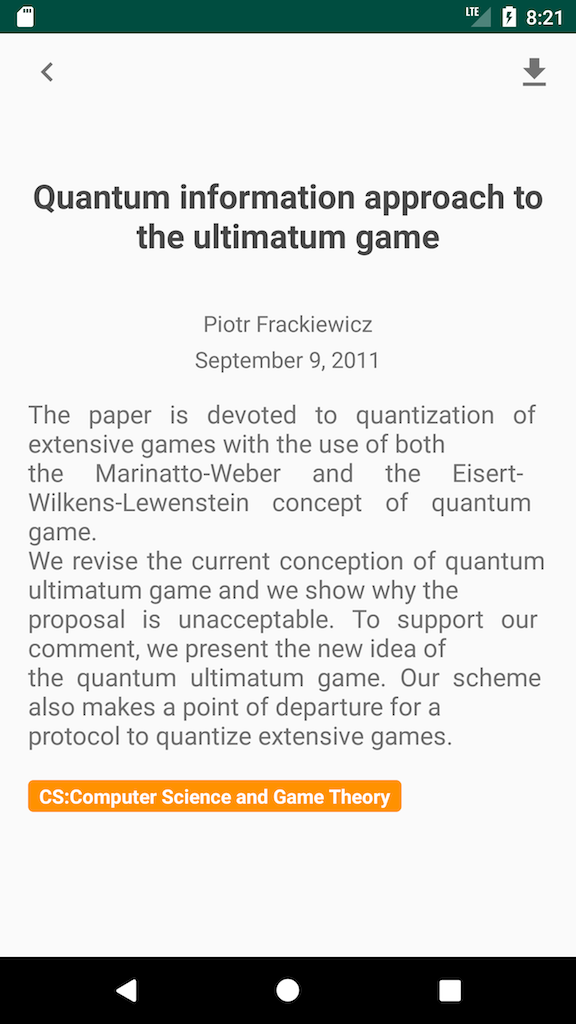 LTE 8:21
Quantum information approach to
the ultimatum game
Piotr Frackiewicz
September 9, 2011
The paper is devoted to quantization of
extensive games with the use of both
the Marinatto-Weber and the Eisert-
Wilkens-Lewenstein concept of quantum
game.
We revise the current conception of quantum
ultimatum game and we show why the
proposal is unacceptable. To support our
comment, we present the new idea of
the quantum ultimatum game. Our scheme
also makes a point of departure for a
protocol to quantize extensive games.
CS:Computer Science and Game Theory